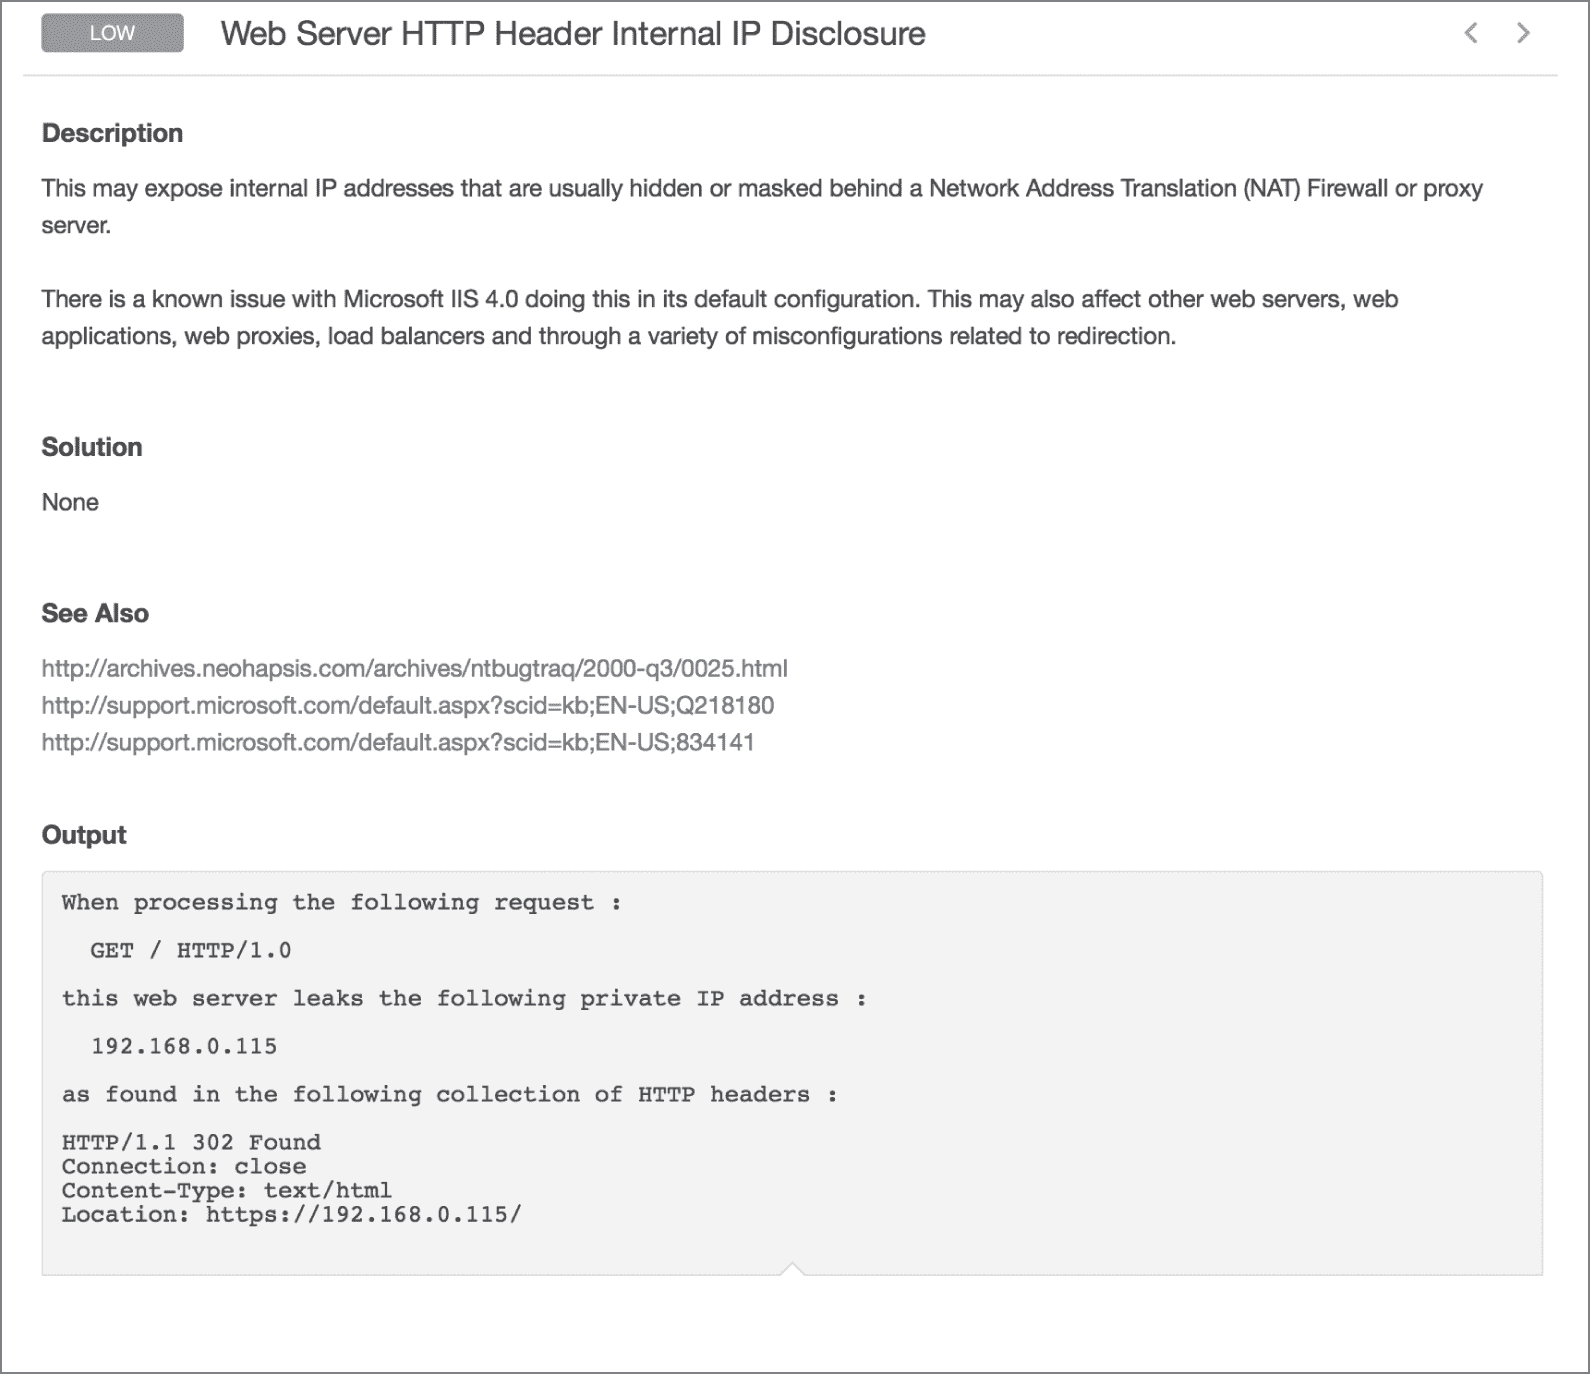 LOW
Web Server HTTP Header Internal IP Disclosure
Description
This may expose internal IP addresses that are usually hidden or masked behind a Network Address Translation (NAT) Firewall or proxy
server.
There is a known issue with Microsoft IIS 4.0 doing this in its default configuration. This may also affect other web servers, web
applications, web proxies, load balancers and through a variety of misconfigurations related to redirection.
Solution
None
See Also
http://archives.neohapsis.com/archives/ntbugtraq/2000-q3/0025.html
http://support.microsoft.com/default.aspx?scid=kb;EN-US;Q218180
http://support.microsoft.com/default.aspx?scid=kb;EN-US;834141
Output
When processing the following request :
GET / HTTP/1.0
this web server leaks the following private IP address :
192.168.0.115
as found in the following collection of HTTP headers :
HTTP/1.1 302 Found
Connection: close
Content-Type: text/html
Location: https://192.168.0.115/